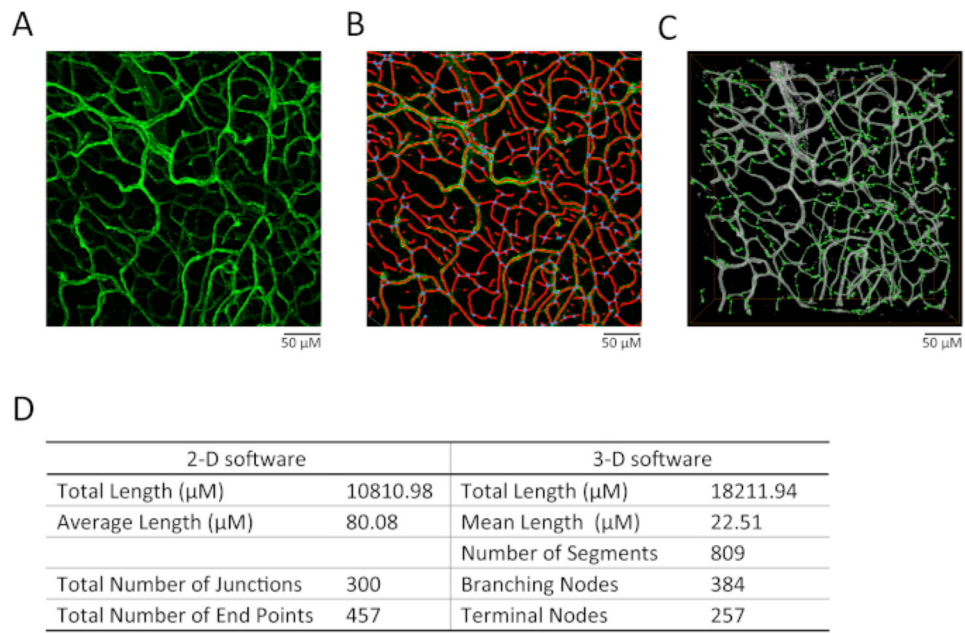 A
B
C
50 µM
50 µM
50 µM
D
2-D software 3-D software
Total Length (µM) 10810.98 Total Length (µM) 18211.94
Average Length (µM) 80.08 Mean Length (µM) 22.51
Number of Segments 809
Total Number of Junctions 300 Branching Nodes 384
Total Number of End Points 457 Terminal Nodes 257